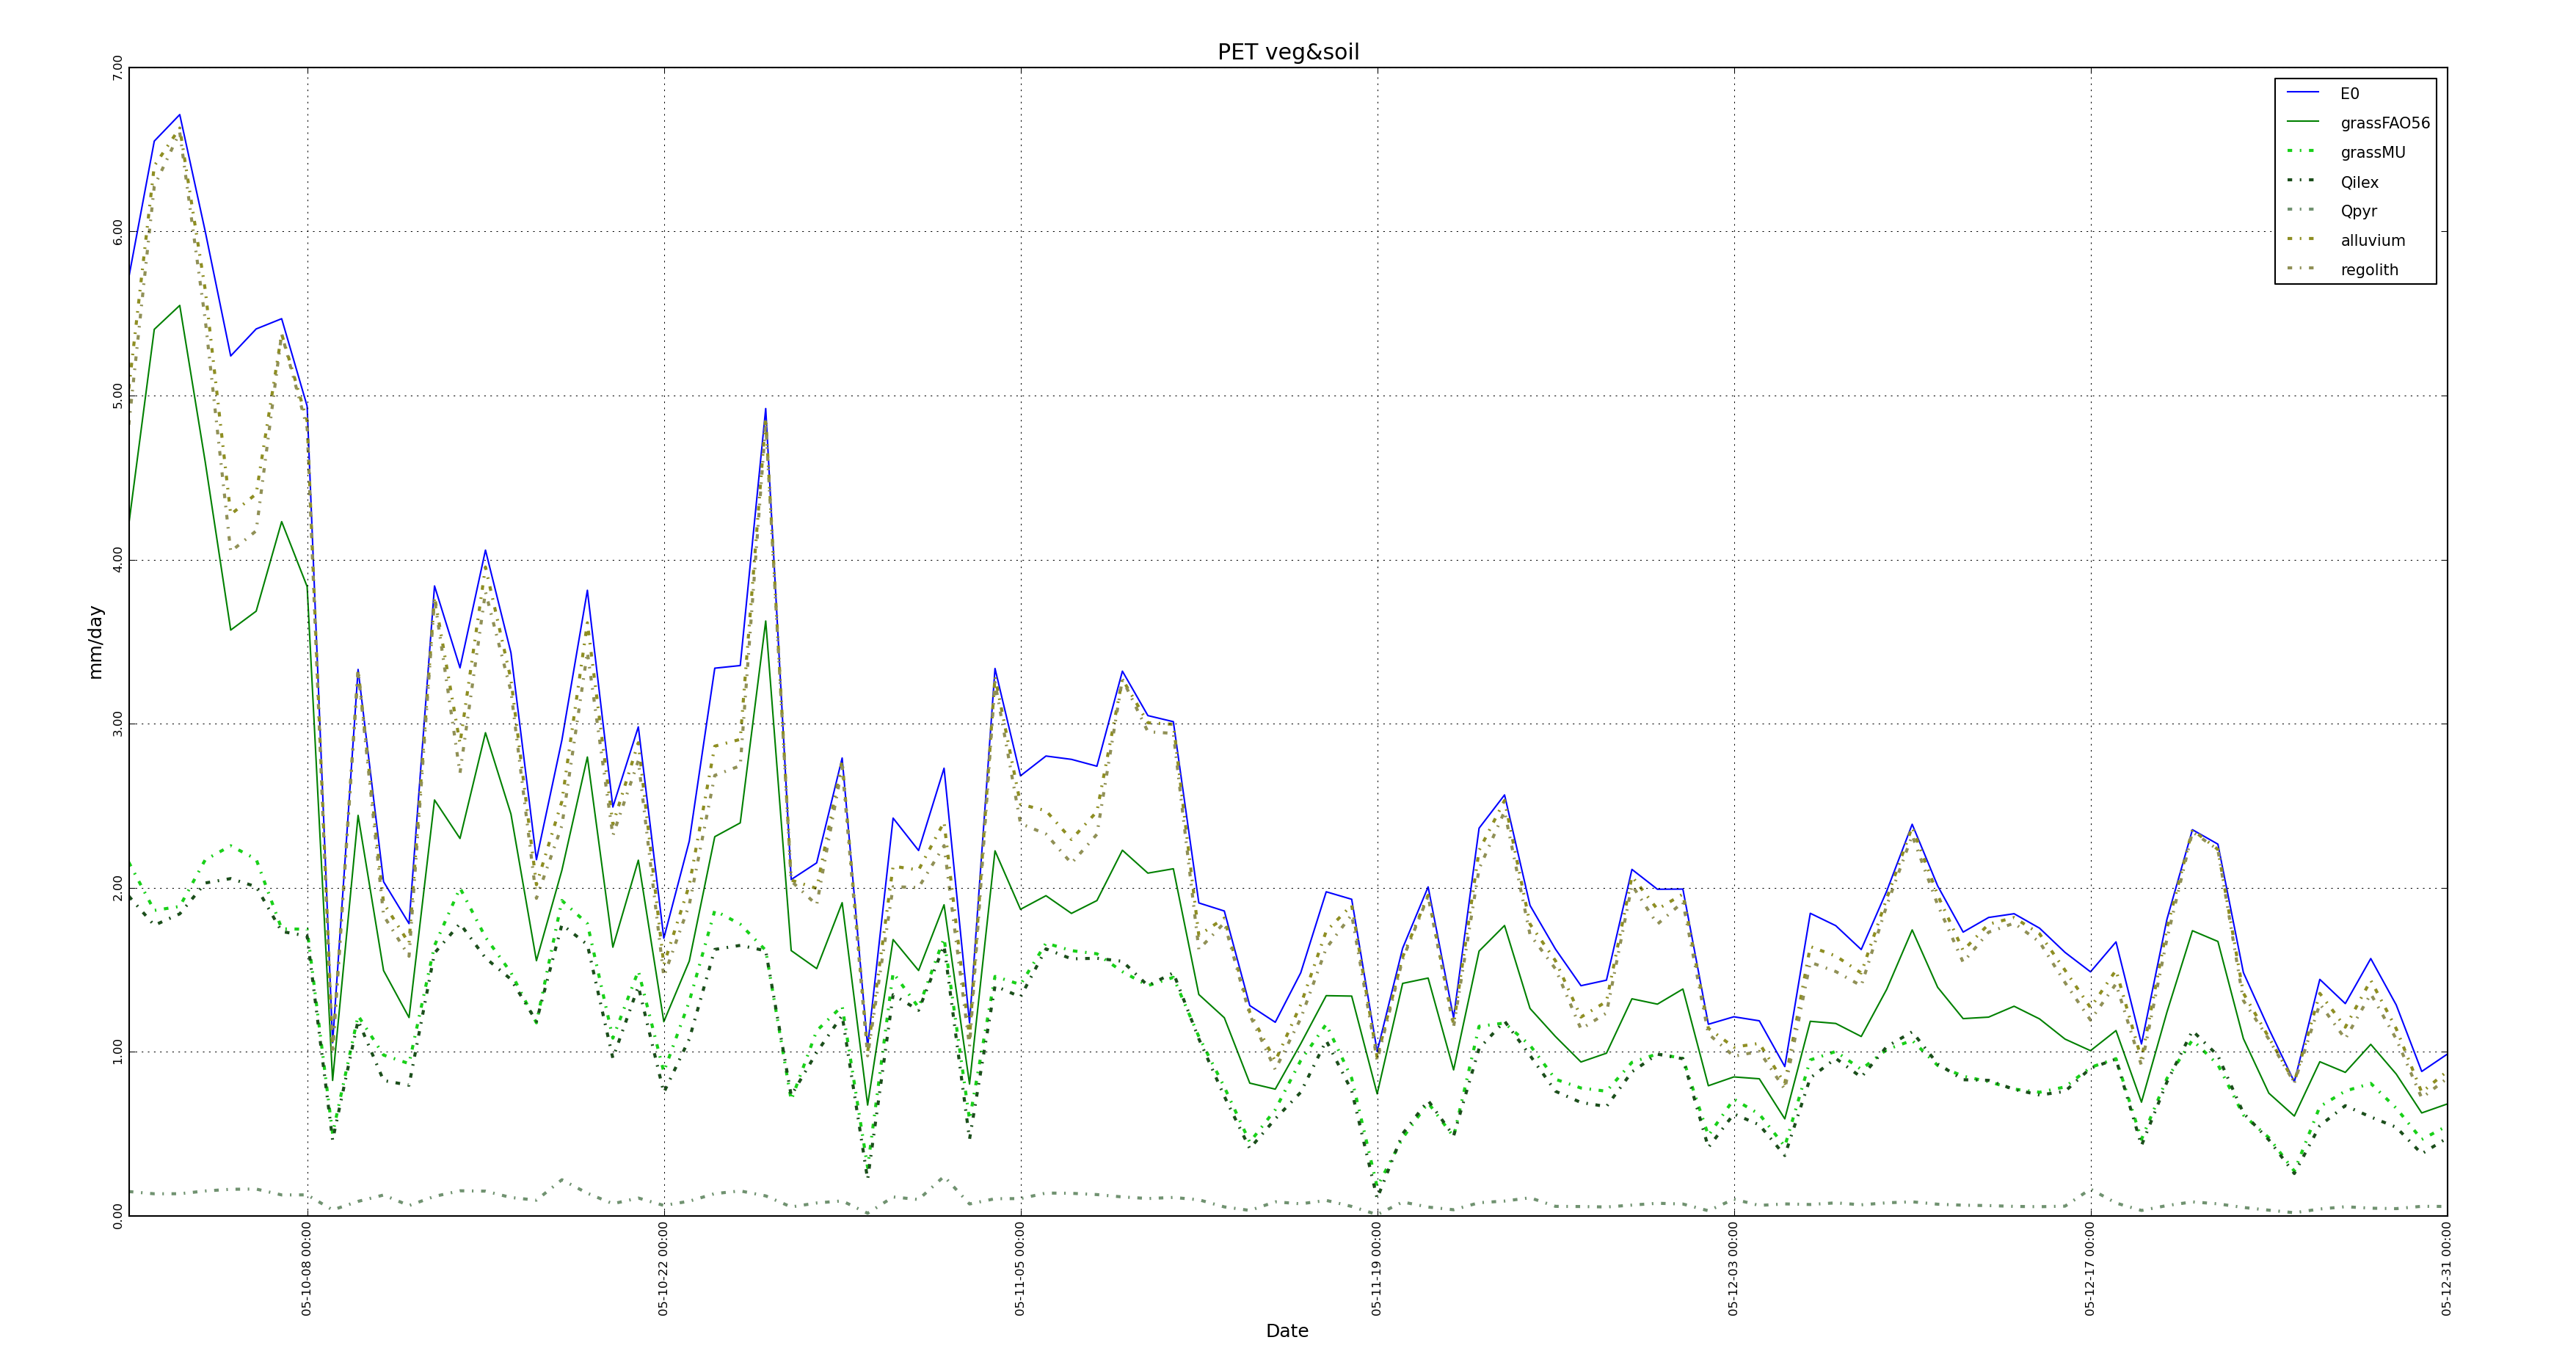 PET veg&soil
7.00
6.00
5.00
4.00
3.00
2.00
1.00
0.00
mm/day
E0
grassFAO56
grassMU
Qilex
Qpyr
alluvium
regolith
05-10-08 00:00
05-10-22 00:00
05-11-05 00:00
05-11-19 00:00
05-12-03 00:00
05-12-17 00:00
05-12-31 00:00
Date